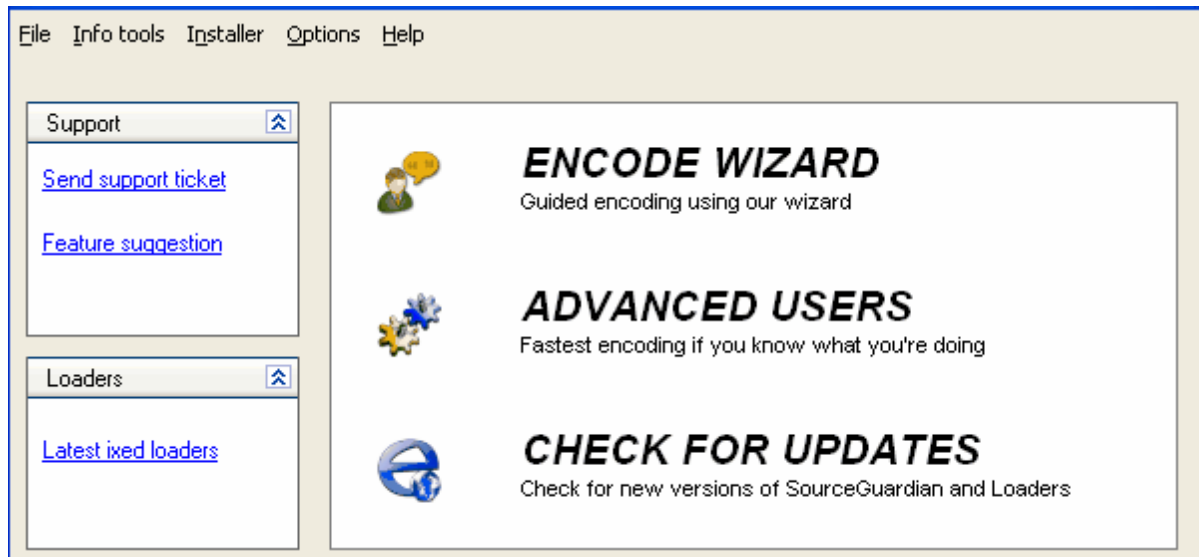 File Info tools Installer Options Help
Support
Send support ticket
Feature suggestion
Loaders
Latest ixed loaders
ENCODE WIZARD
Guided encoding using our wizard
ADVANCED USERS
Fastest encoding if you know what you're doing
CHECK FOR UPDATES
Check for new versions of SourceGuardian and Loaders